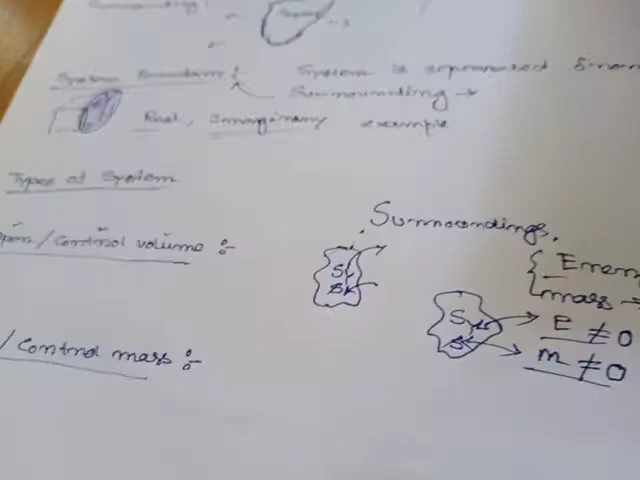 System Boundary :- System is separated from
Surrounding →
Real, Imaginary example
Types of System
Open/Control volume :-
Surroundings.
S
B
Energy
mass →
S
B
E ≠ 0
m ≠ 0
/Control mass :-